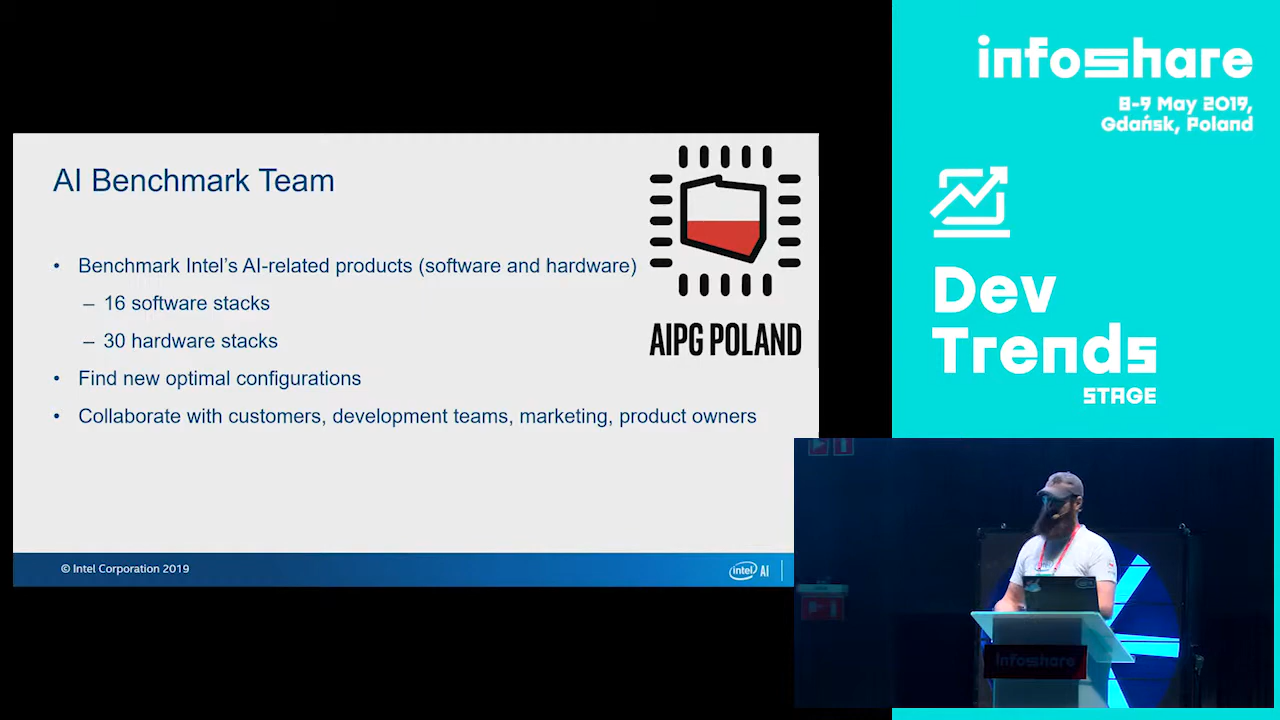 AI Benchmark Team
• Benchmark Intel's AI-related products (software and hardware)
– 16 software stacks
– 30 hardware stacks
• Find new optimal configurations
• Collaborate with customers, development teams, marketing, product owners
AIPG POLAND
© Intel Corporation 2019
intel AI
infoshare
8-9 May 2019,
Gdańsk, Poland
Dev
Trends
STAGE
infoshare